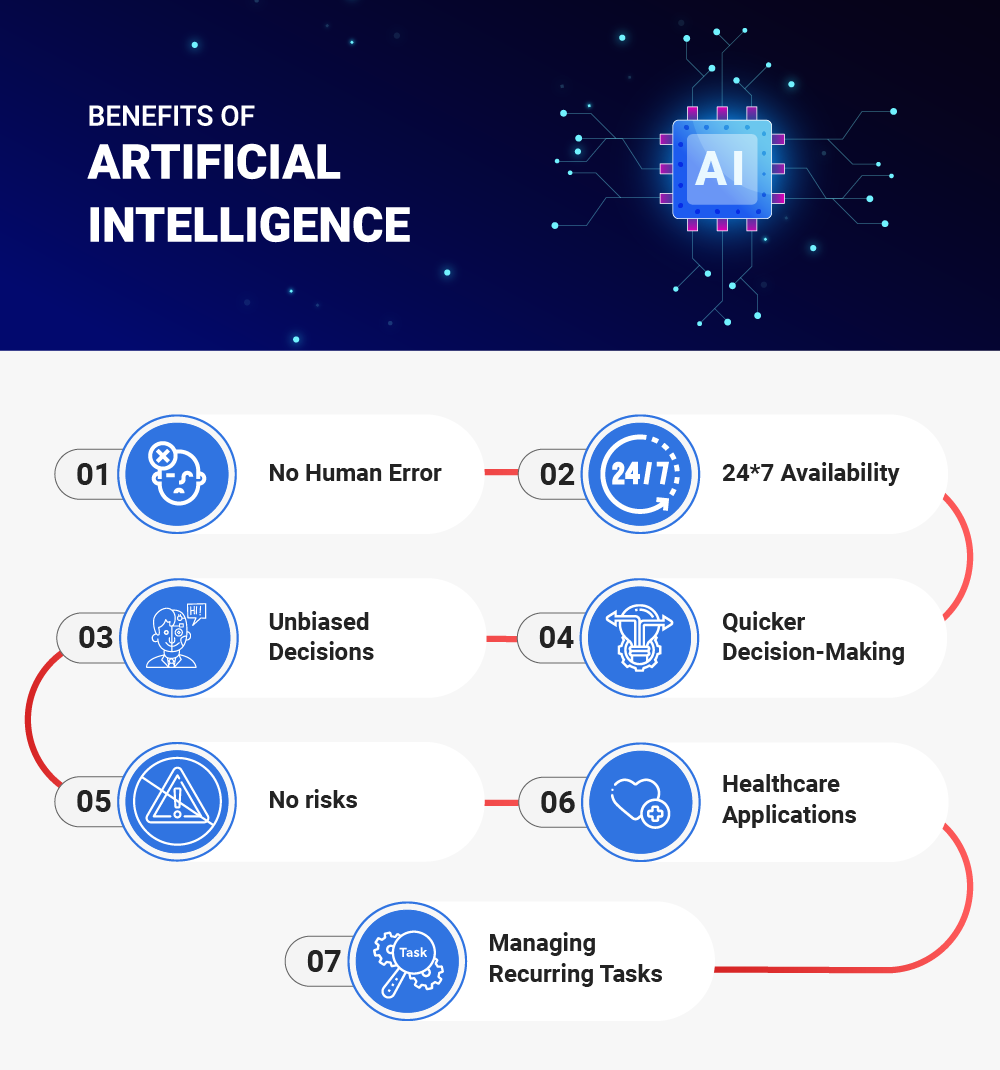 BENEFITS OF
ARTIFICIAL
INTELLIGENCE
AI
01
No Human Error
02
24/7
24*7 Availability
03
HI!
Unbiased
Decisions
04
Quicker
Decision-Making
05
No risks
06
Healthcare
Applications
07
Task
Managing
Recurring Tasks